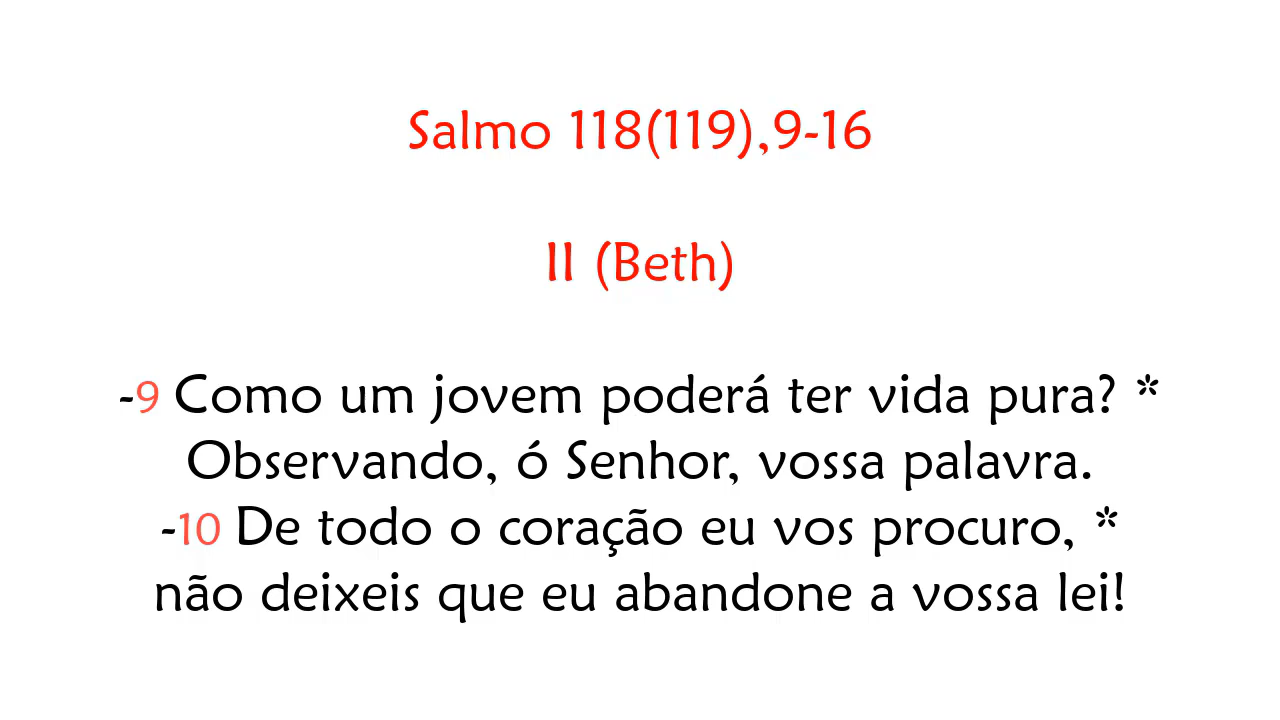 Salmo 118(119),9-16
II (Beth)
-9 Como um jovem poderá ter vida pura? *
Observando, ó Senhor, vossa palavra.
-10 De todo o coração eu vos procuro, *
não deixeis que eu abandone a vossa lei!